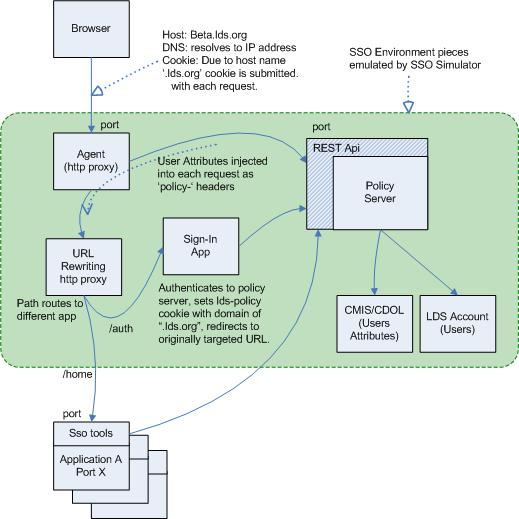 Browser
Host: Beta.lds.org
DNS: resolves to IP address
Cookie: Due to host name
'.lds.org' cookie is submitted.
with each request.
SSO Environment pieces
emulated by SSO Simulator
port
Agent
(http proxy)
User Attributes injected
into each request as
'policy-' headers
port
REST Api
Policy
Server
URL
Rewriting
http proxy
Path routes to
different app
/auth
Sign-In
App
Authenticates to policy
server, sets lds-policy
cookie with domain of
".lds.org", redirects to
originally targeted URL.
CMIS/CDOL
(Users
Attributes)
LDS Account
(Users)
/home
port
Sso tools
Application A
Port X